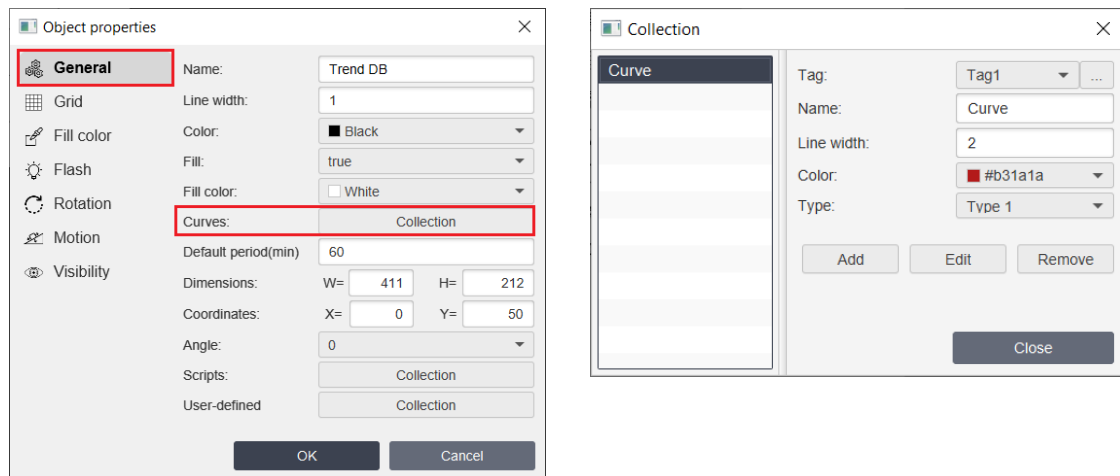 Object properties
General
Grid
Fill color
Flash
Rotation
Motion
Visibility
Name: Trend DB
Line width: 1
Color: Black
Fill: true
Fill color: White
Curves: Collection
Default period(min) 60
Dimensions: W= 411 H= 212
Coordinates: X= 0 Y= 50
Angle: 0
Scripts: Collection
User-defined Collection
OK Cancel
Collection
Curve
Tag: Tag1 ...
Name: Curve
Line width: 2
Color: #b31a1a
Type: Type 1
Add Edit Remove
Close